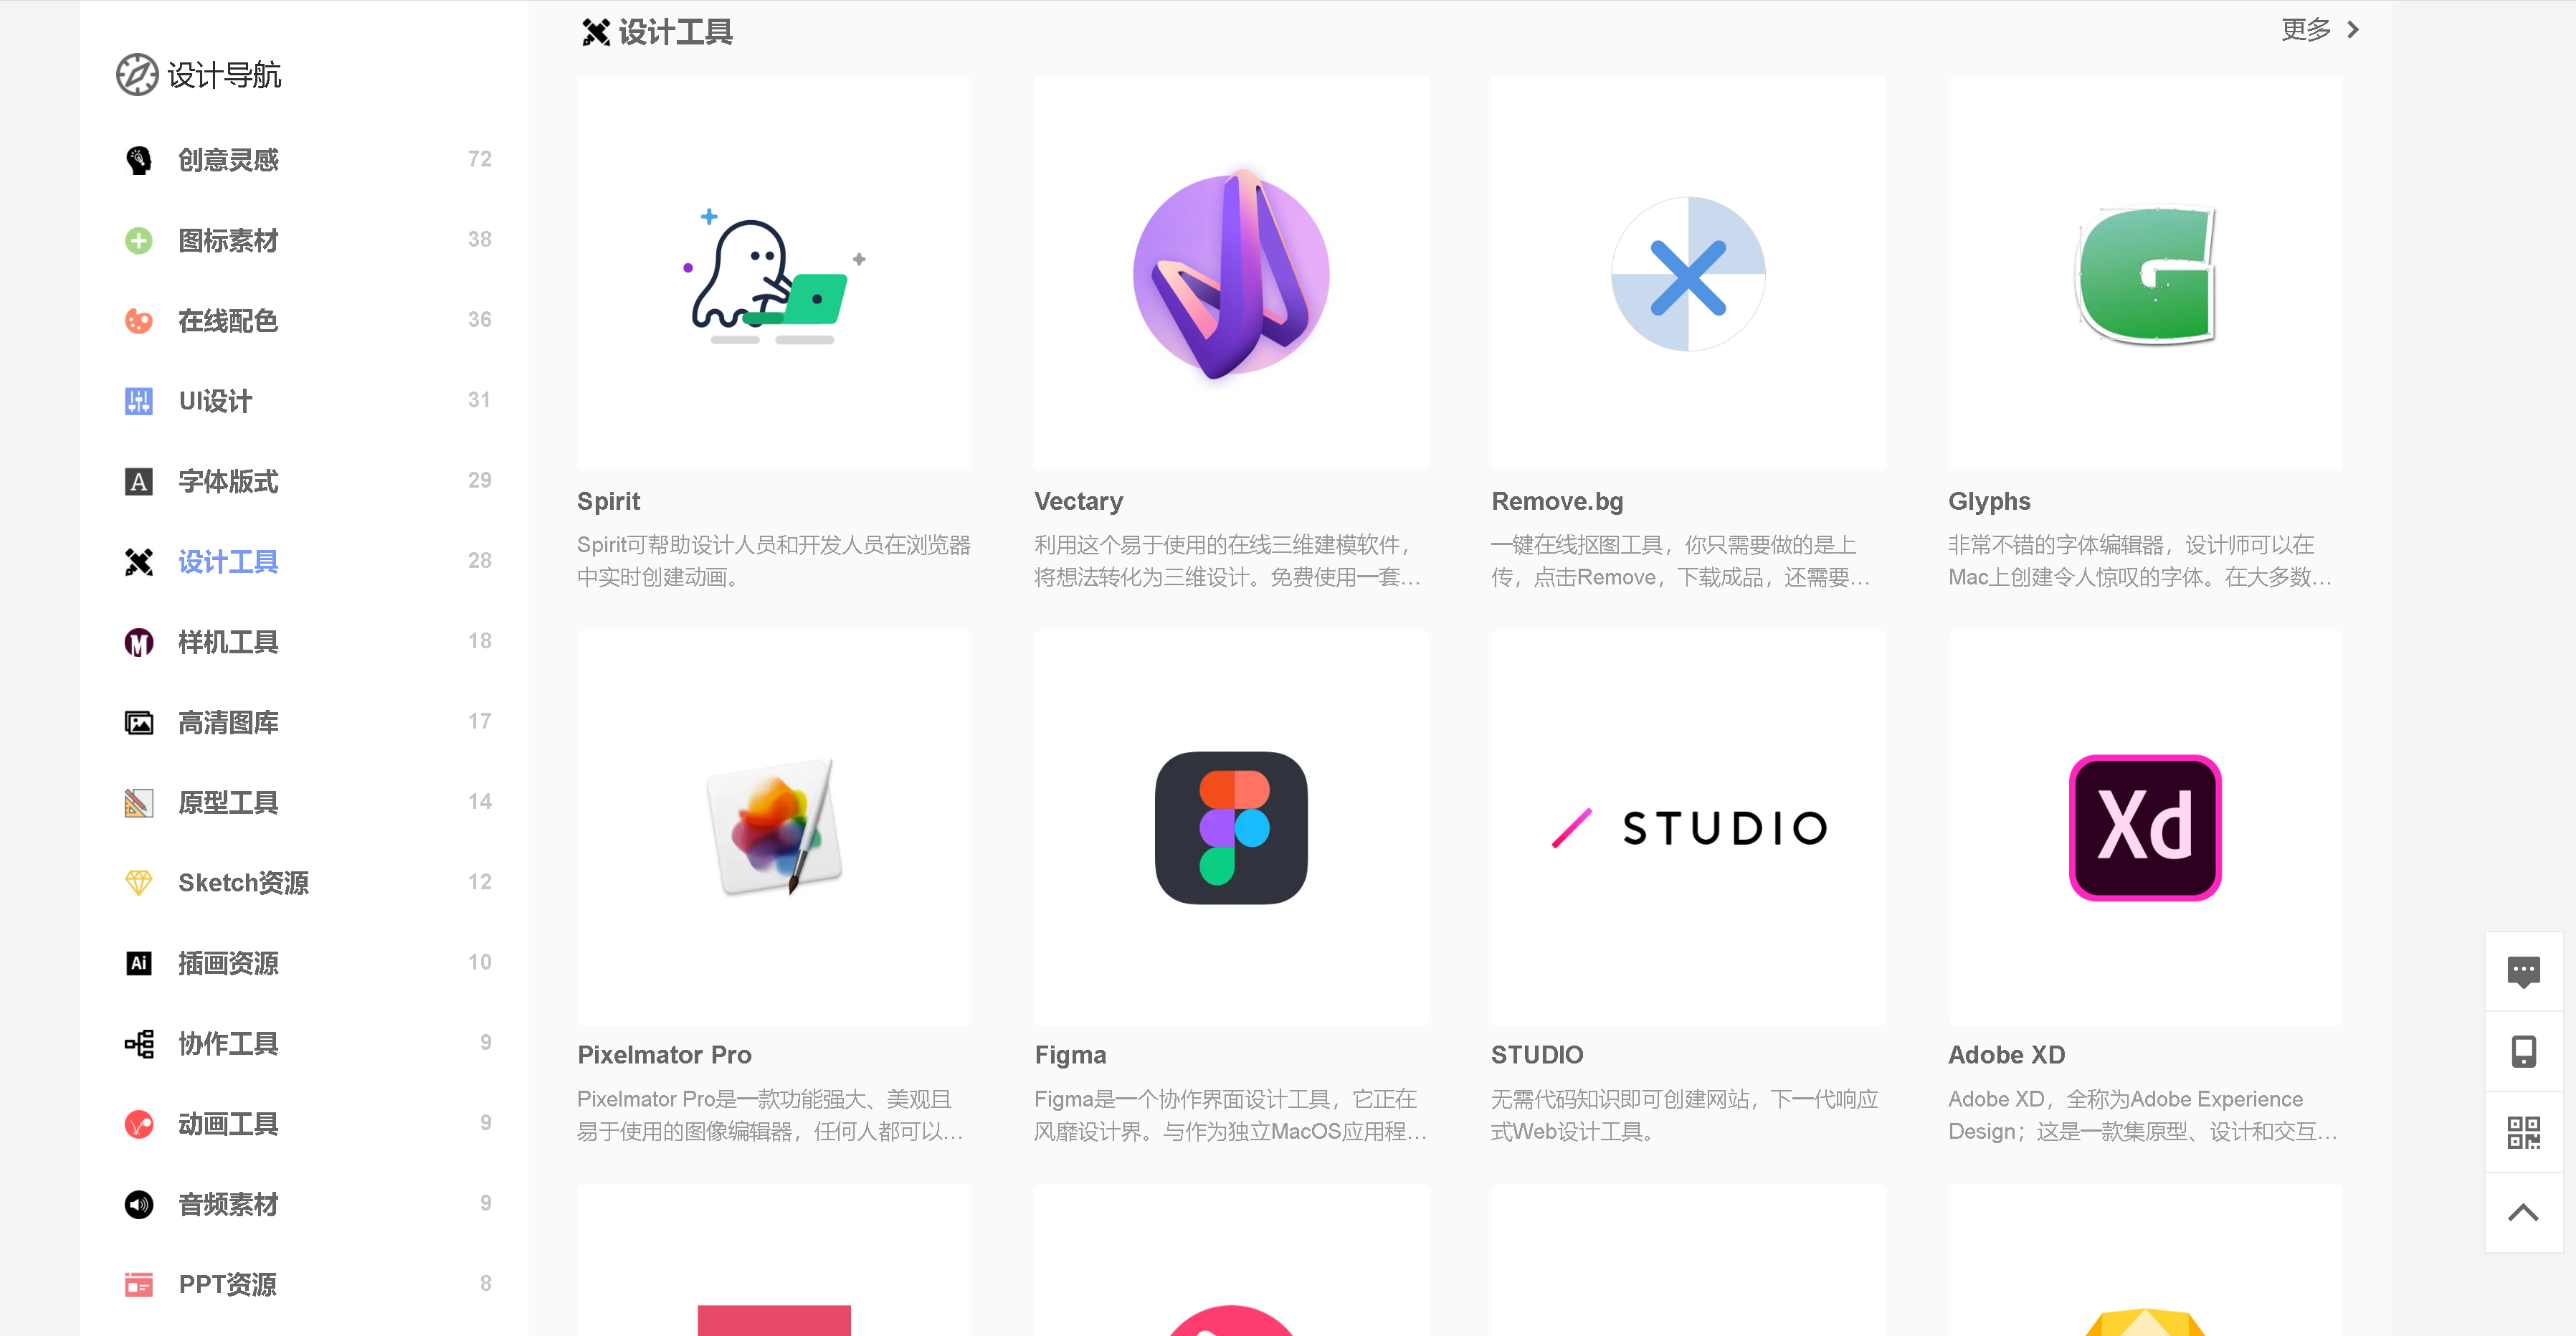 设计导航
创意灵感 72
图标素材 38
在线配色 36
UI设计 31
字体版式 29
设计工具 28
样机工具 18
高清图库 17
原型工具 14
Sketch资源 12
插画资源 10
协作工具 9
动画工具 9
音频素材 9
PPT资源 8
设计工具
更多
Spirit
Spirit可帮助设计人员和开发人员在浏览器
中实时创建动画。
Vectary
利用这个易于使用的在线三维建模软件，
将想法转化为三维设计。免费使用一套...
Remove.bg
一键在线抠图工具，你只需要做的是上
传，点击Remove，下载成品，还需要...
Glyphs
非常不错的字体编辑器，设计师可以在
Mac上创建令人惊叹的字体。在大多数...
Pixelmator Pro
Pixelmator Pro是一款功能强大、美观且
易于使用的图像编辑器，任何人都可以...
Figma
Figma是一个协作界面设计工具，它正在
风靡设计界。与作为独立MacOS应用程...
STUDIO
STUDIO
无需代码知识即可创建网站，下一代响应
式Web设计工具。
Xd
Adobe XD
Adobe XD，全称为Adobe Experience
Design；这是一款集原型、设计和交互...